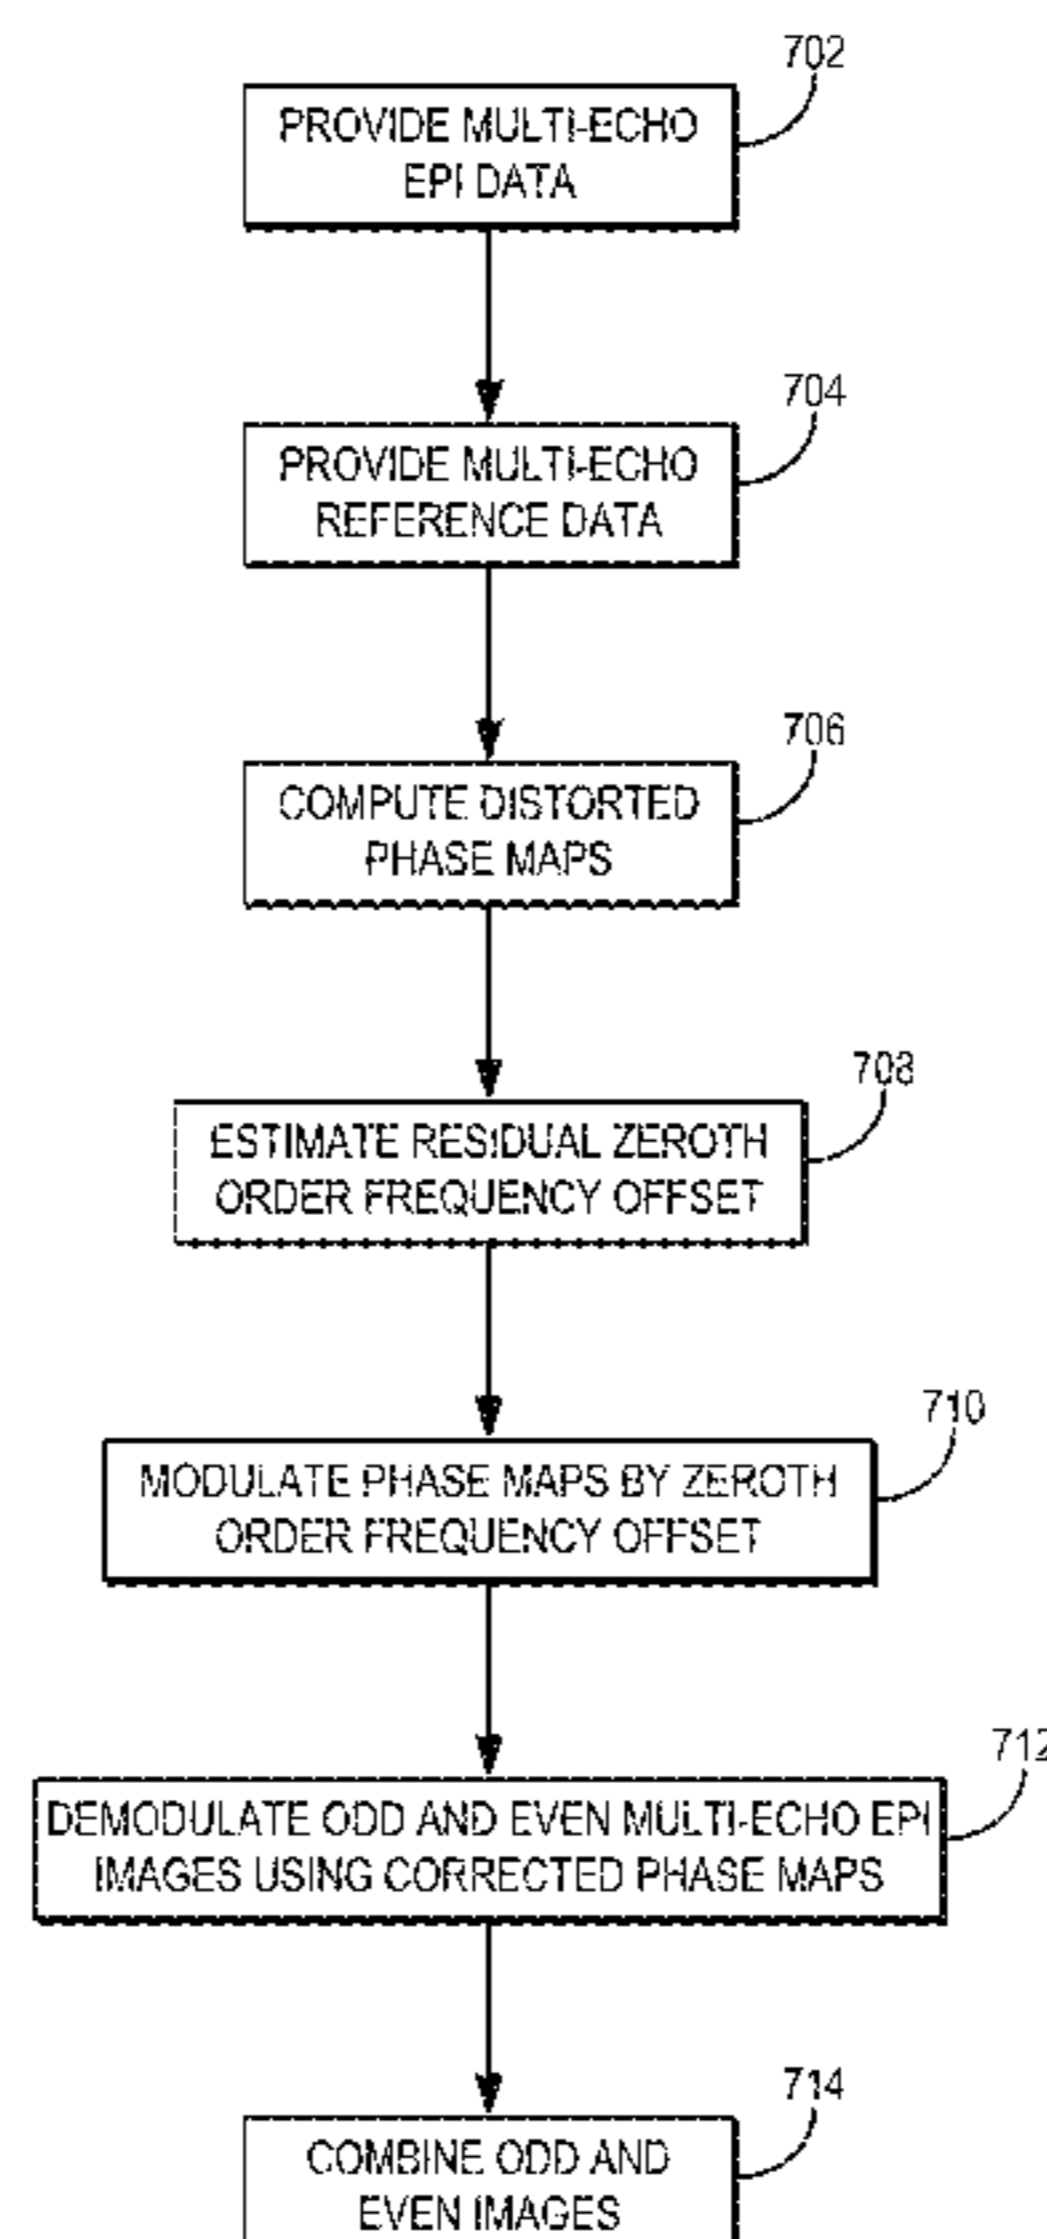 702
PROVIDE MULTI-ECHO
EPI DATA
704
PROVIDE MULTI-ECHO
REFERENCE DATA
706
COMPUTE DISTORTED
PHASE MAPS
708
ESTIMATE RESIDUAL ZEROTH
ORDER FREQUENCY OFFSET
710
MODULATE PHASE MAPS BY ZEROTH
ORDER FREQUENCY OFFSET
712
DEMODULATE ODD AND EVEN MULTI-ECHO EPI
IMAGES USING CORRECTED PHASE MAPS
714
COMBINE ODD AND
EVEN IMAGES